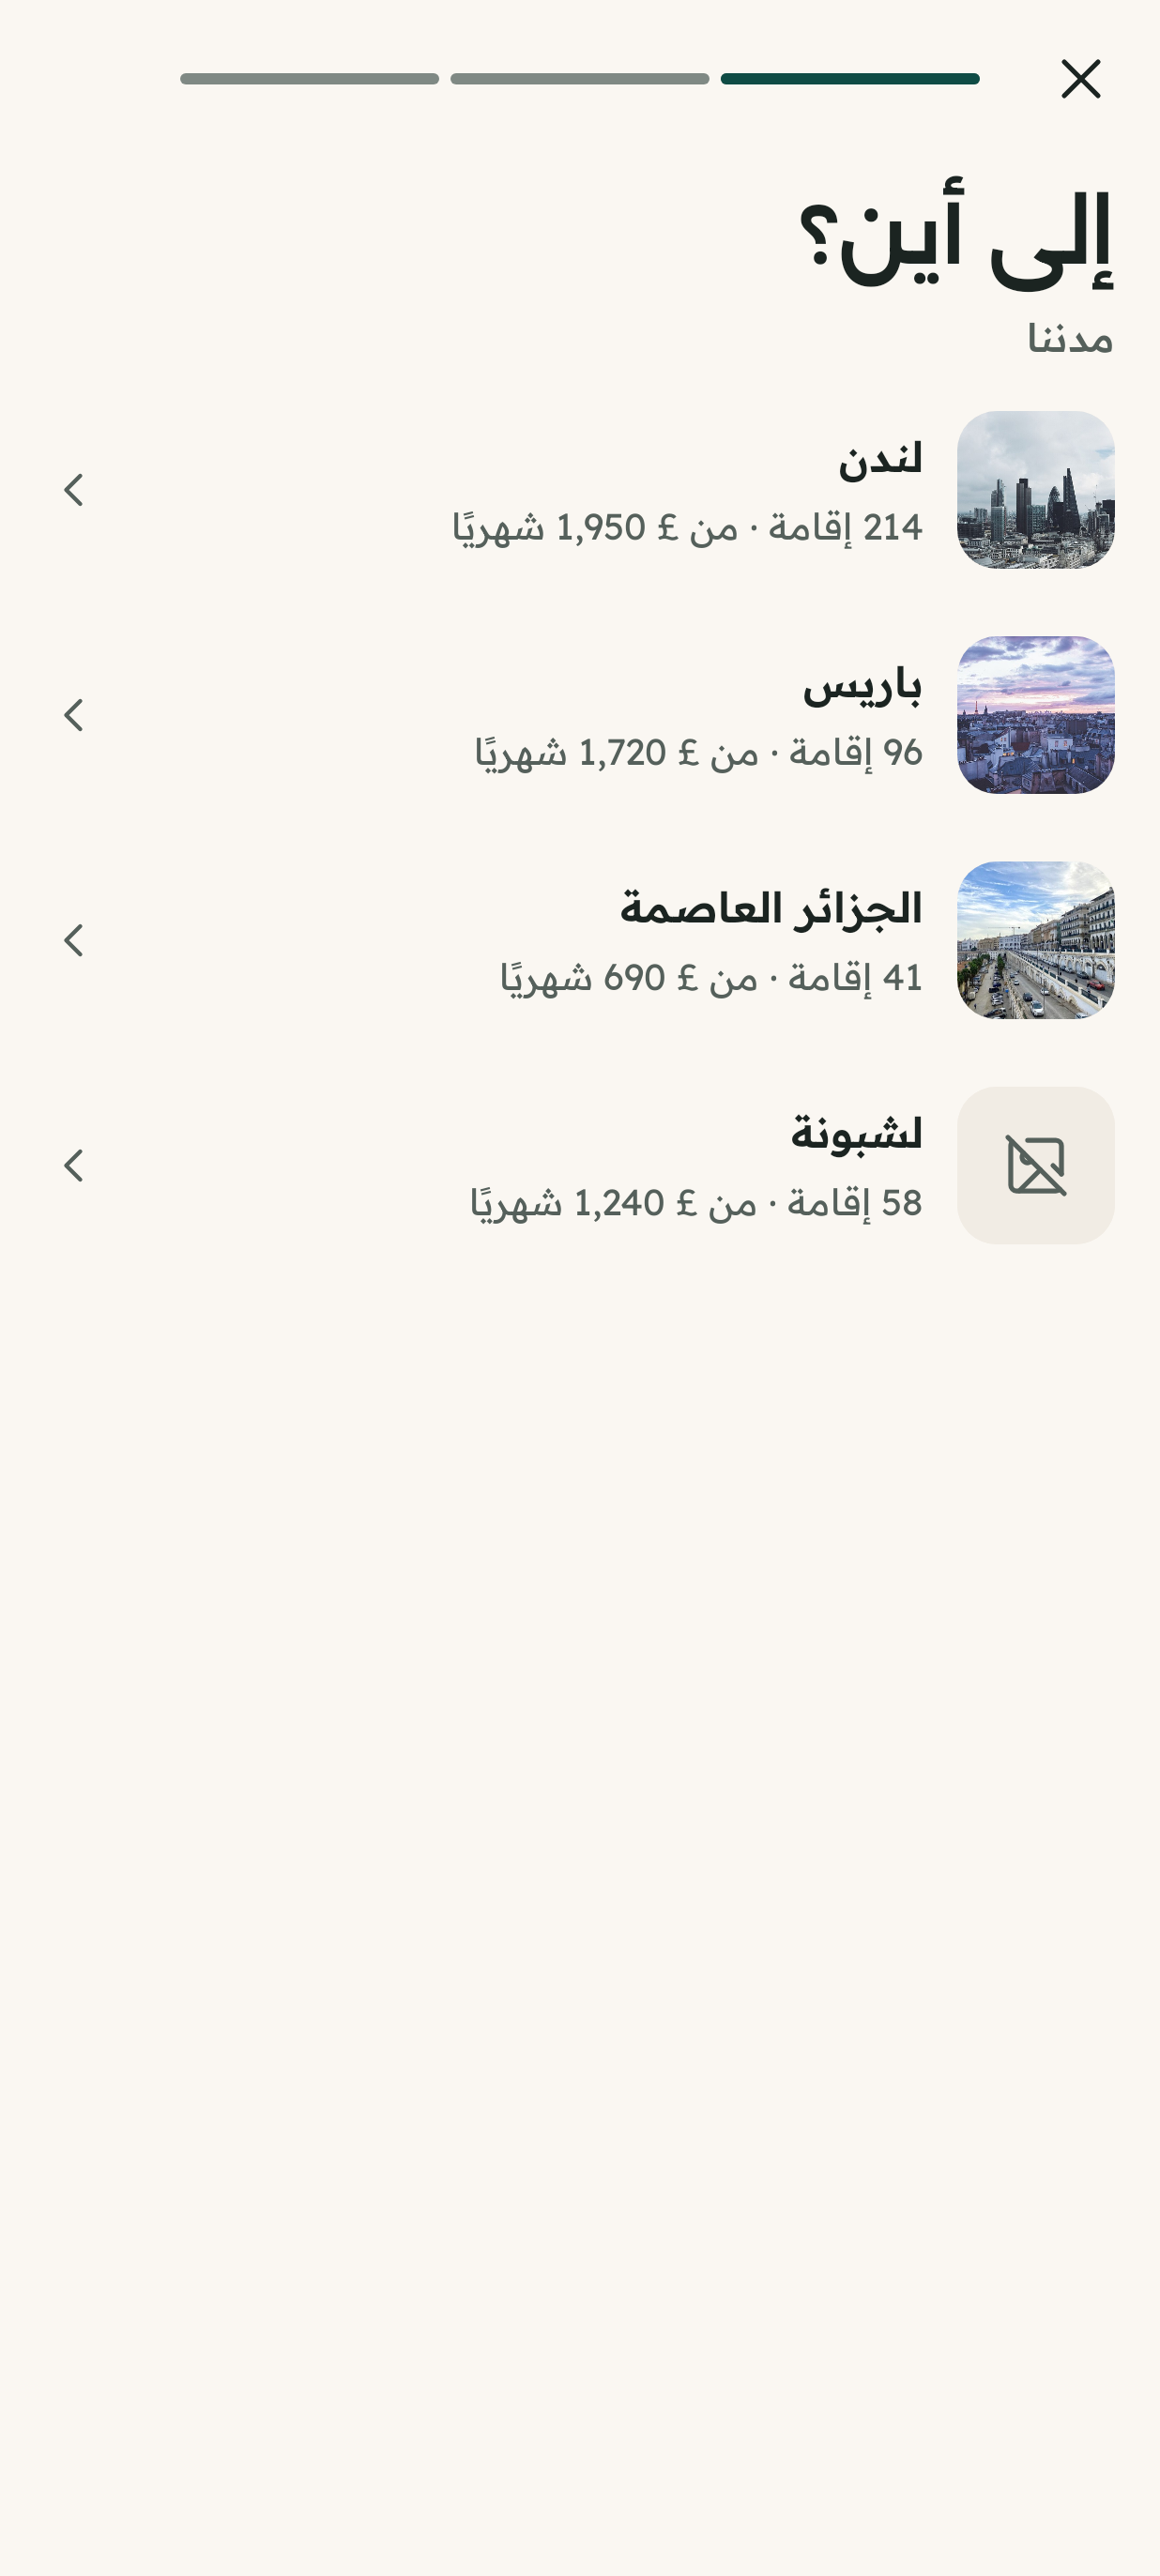 إلى أين؟
مدننا
لندن
214 إقامة · من £ 1,950 شهريًا
باريس
96 إقامة · من £ 1,720 شهريًا
الجزائر العاصمة
41 إقامة · من £ 690 شهريًا
لشبونة
58 إقامة · من £ 1,240 شهريًا